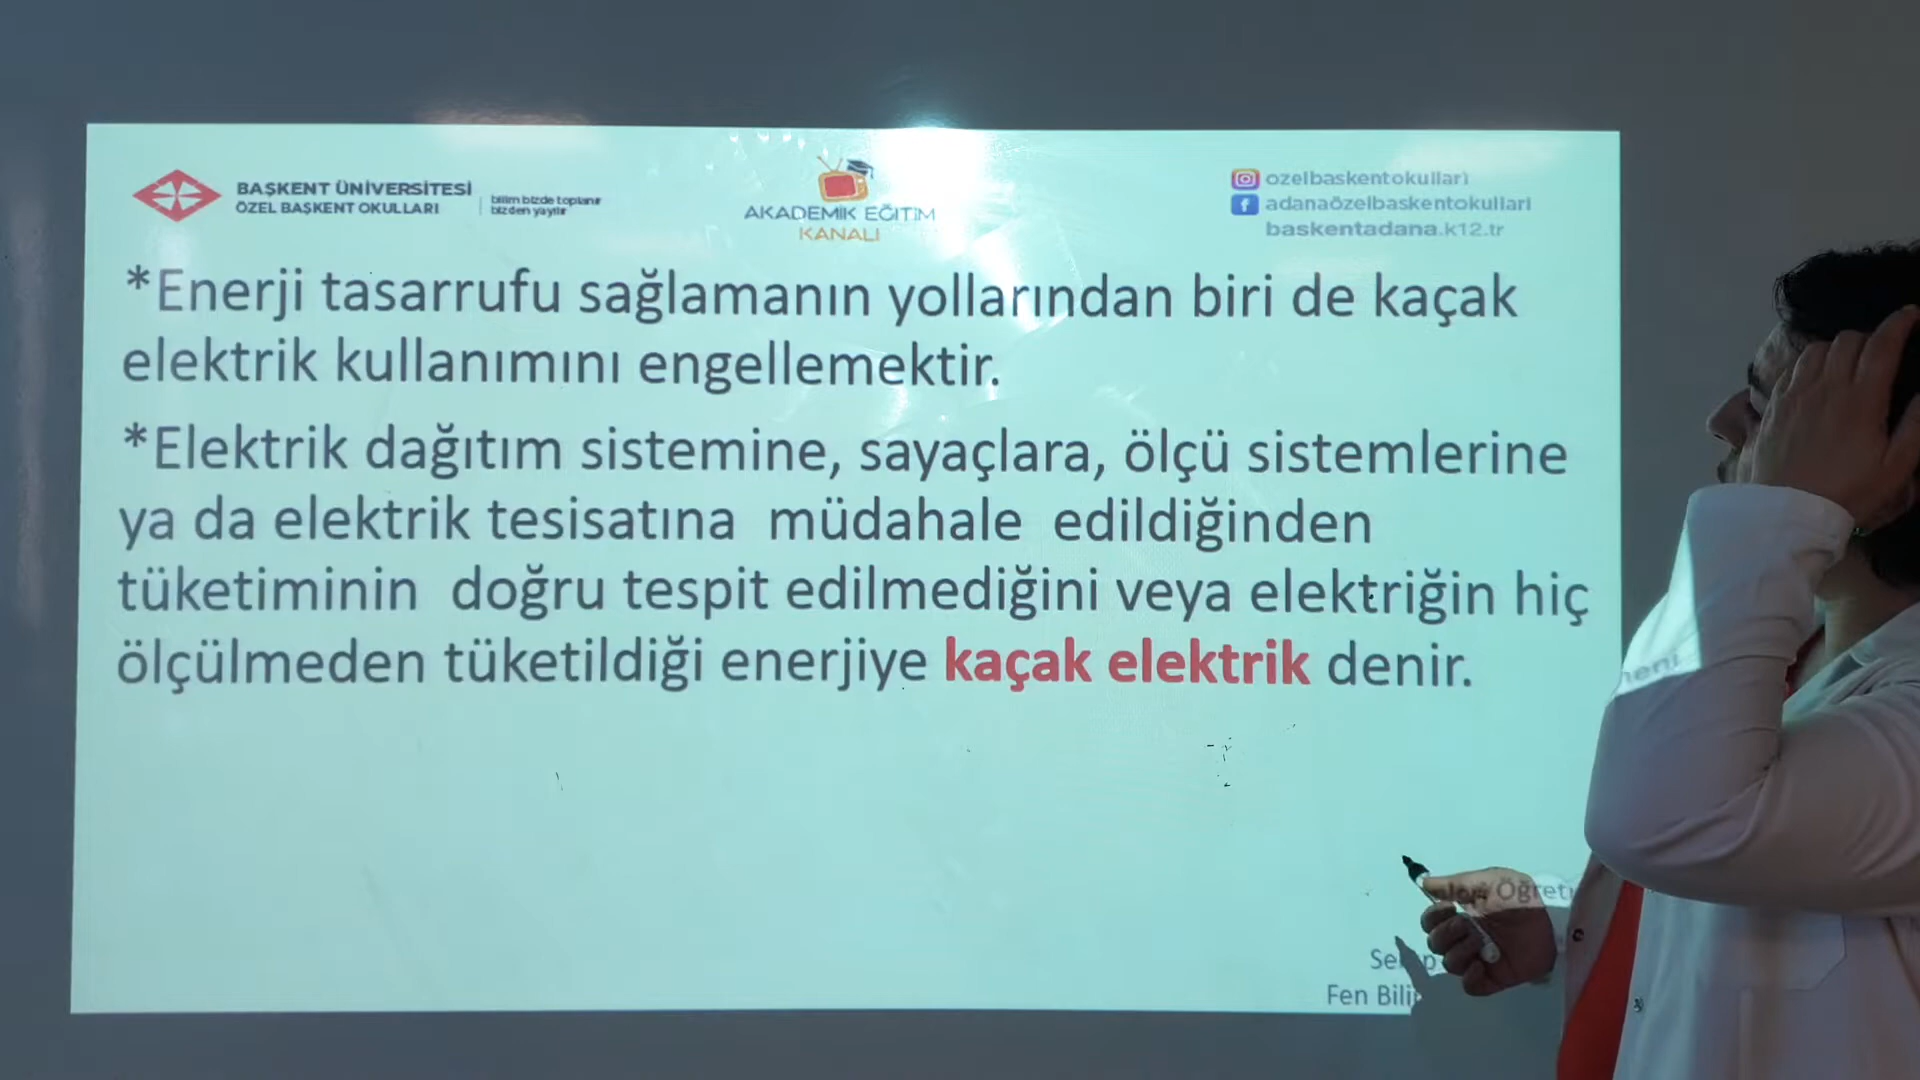 BAŞKENT ÜNİVERSİTESİ
ÖZEL BAŞKENT OKULLARI
bilim bizde toplanır
bizden yayılır
AKADEMİK EĞİTİM
KANALI
ozelbaskentokullari
adanaözelbaskentokullari
baskentadana.k12.tr
*Enerji tasarrufu sağlamanın yollarından biri de kaçak
elektrik kullanımını engellemektir.
*Elektrik dağıtım sistemine, sayaçlara, ölçü sistemlerine
ya da elektrik tesisatına müdahale edildiğinden
tüketiminin doğru tespit edilmediğini veya elektriğin hiç
ölçülmeden tüketildiği enerjiye kaçak elektrik denir.
Fen